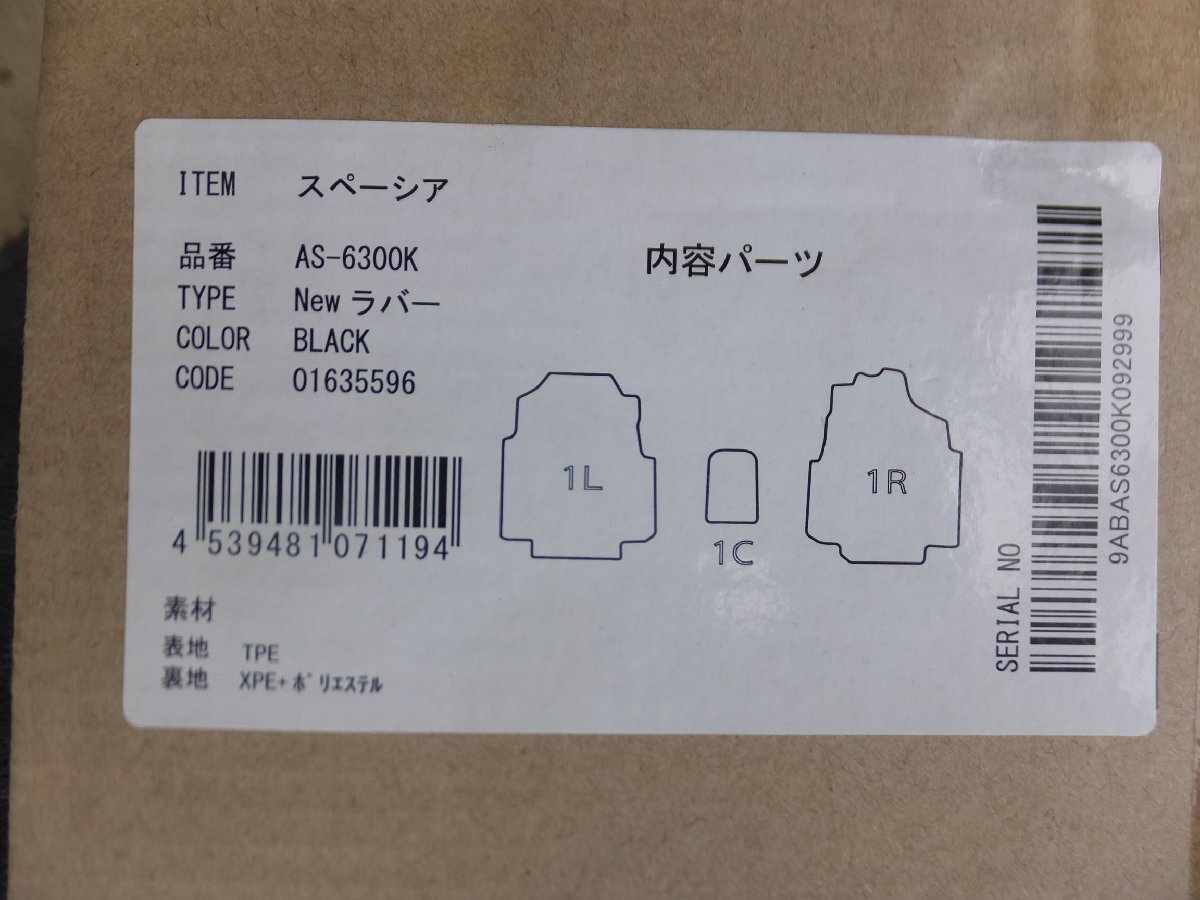 ITEM スペーシア
品番 AS-6300K
TYPE New ラバー
COLOR BLACK
CODE 01635596
4 539481 071194
素材
表地 TPE
裏地 XPE+ポリエステル
内容パーツ
1L
1C
1R
SERIAL NO
9ABAS6300K092999